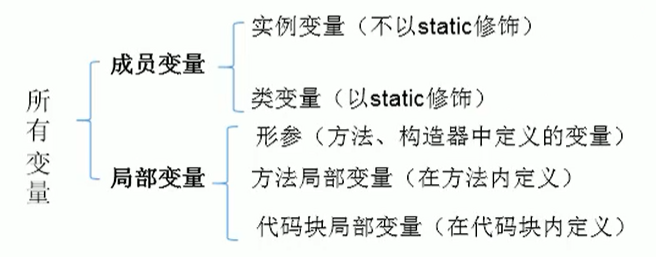 所有变量
成员变量
实例变量（不以static修饰）
类变量（以static修饰）
局部变量
形参（方法、构造器中定义的变量）
方法局部变量（在方法内定义）
代码块局部变量（在代码块内定义）